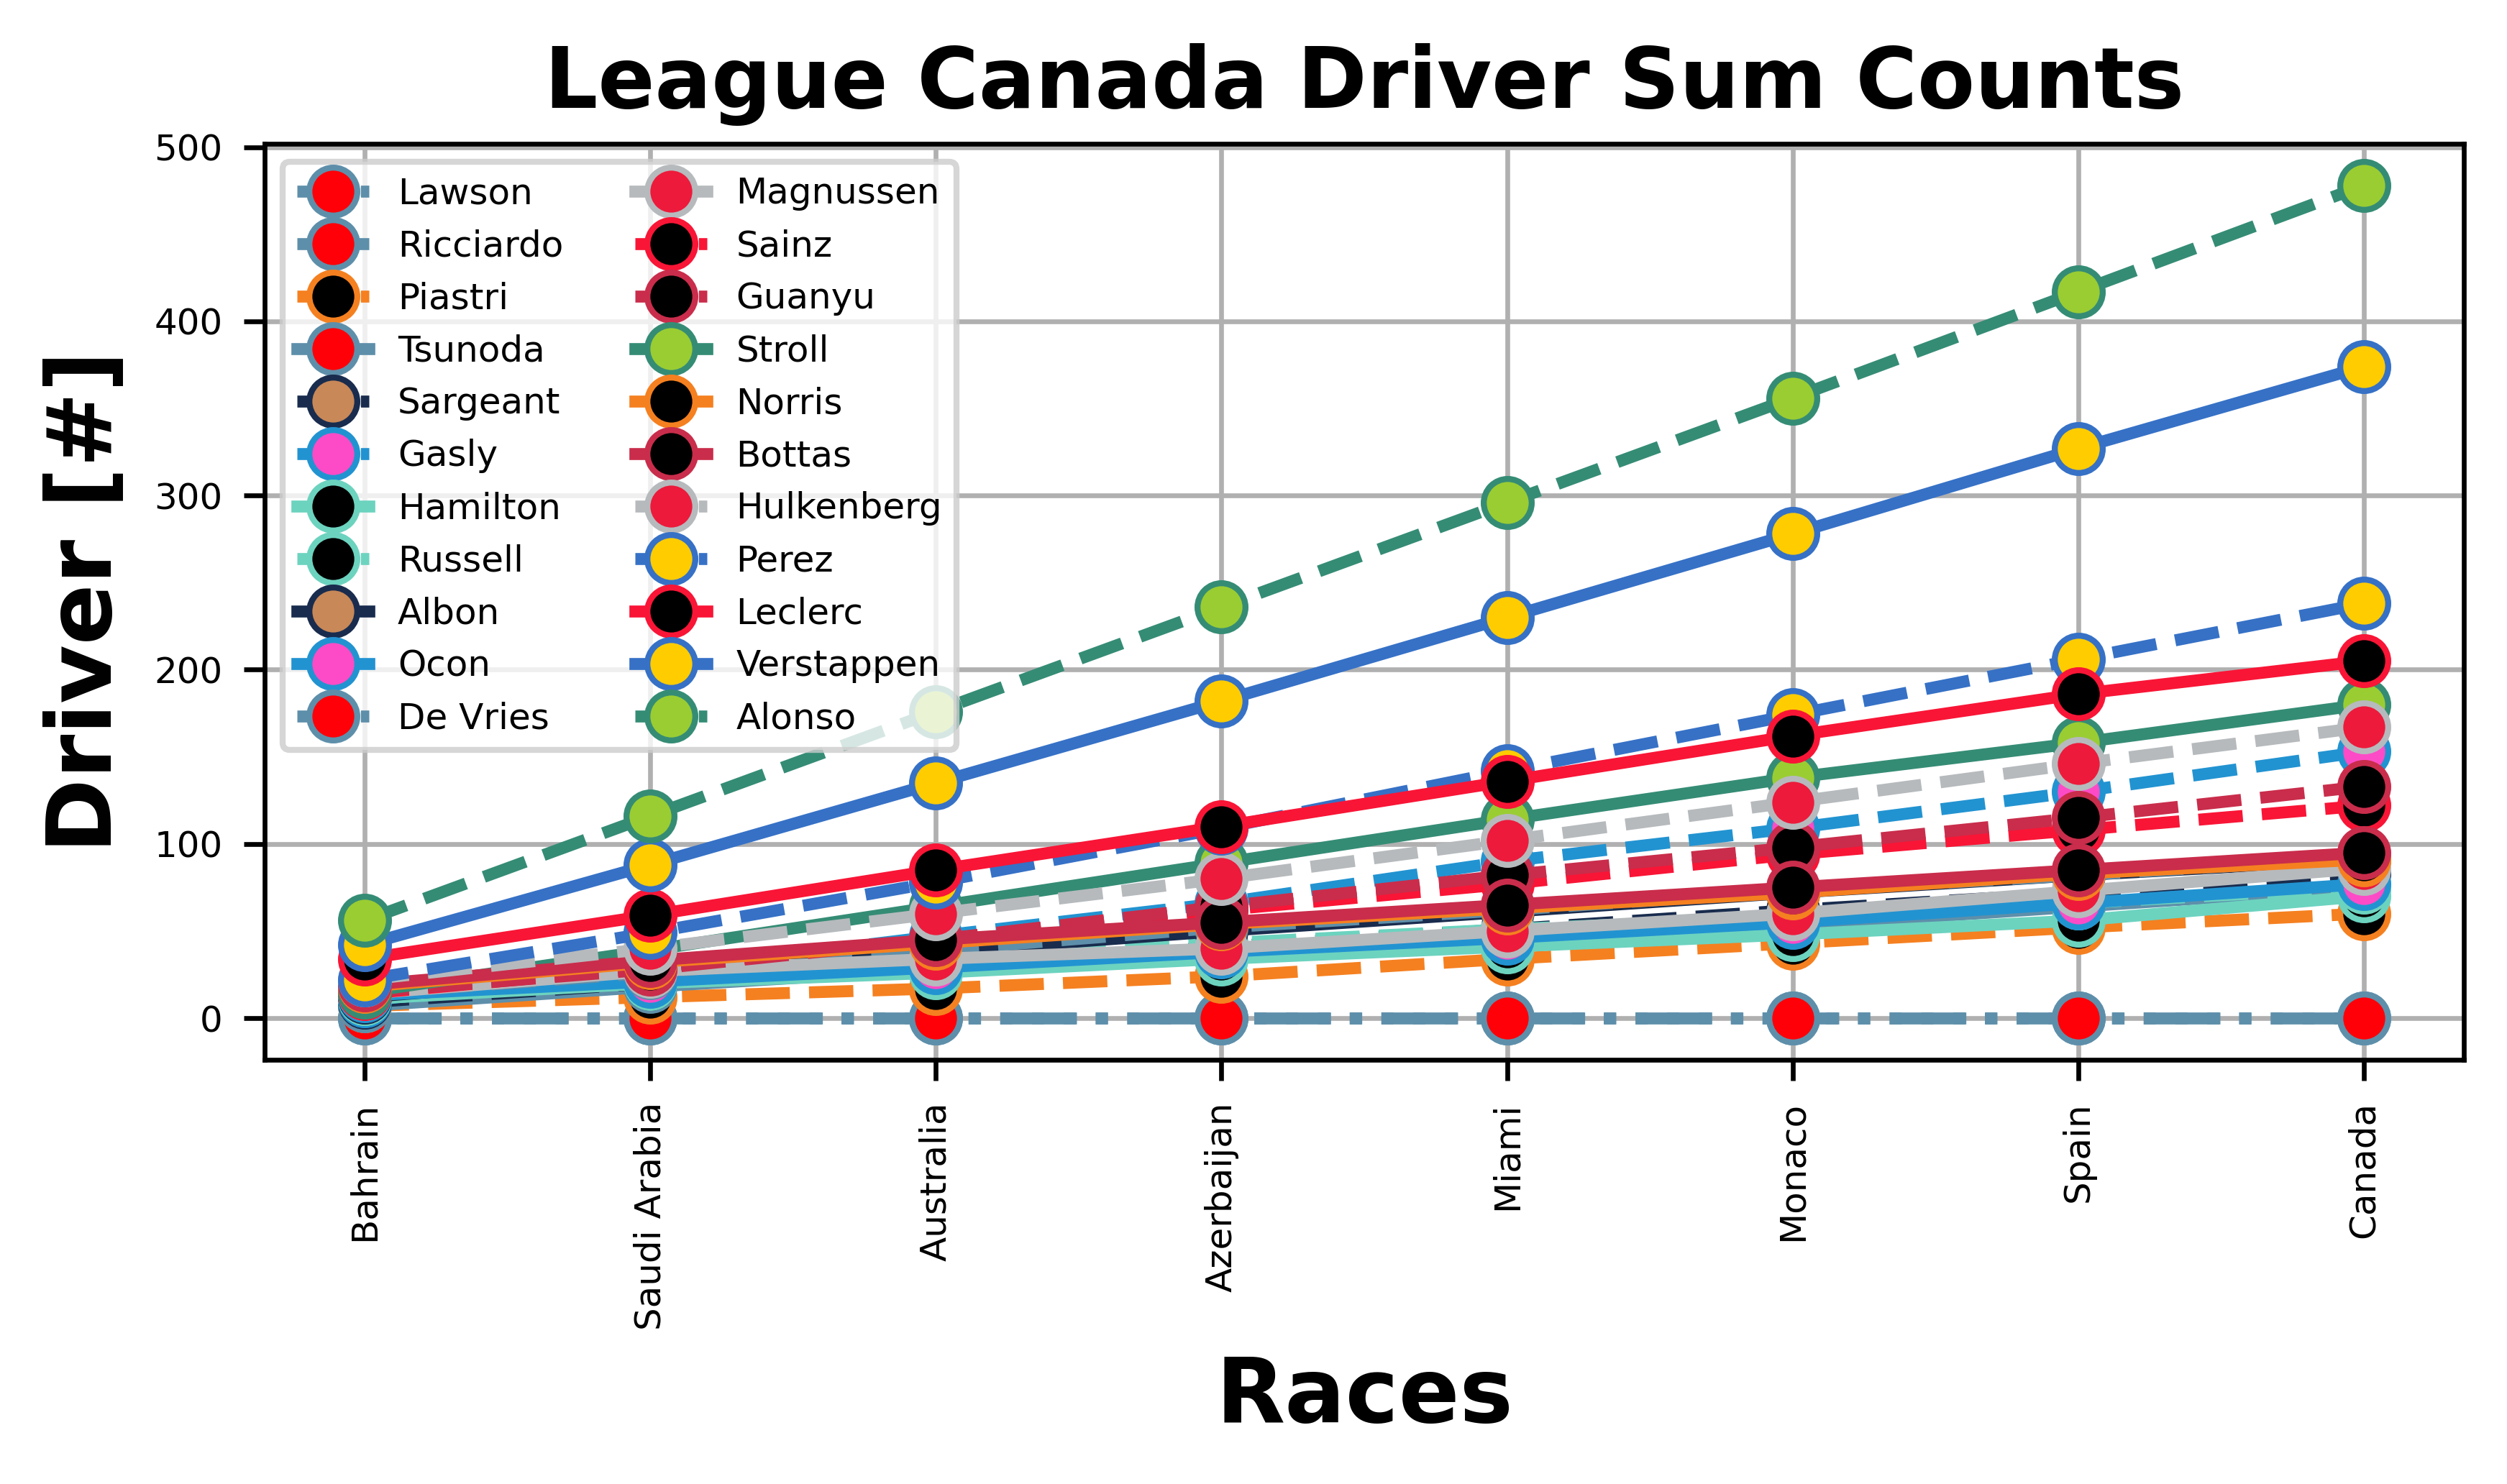 League Canada Driver Sum Counts
Driver [#]
500
400
300
200
100
0
Lawson
Ricciardo
Piastri
Tsunoda
Sargeant
Gasly
Hamilton
Russell
Albon
Ocon
De Vries
Magnussen
Sainz
Guanyu
Stroll
Norris
Bottas
Hulkenberg
Perez
Leclerc
Verstappen
Alonso
Bahrain
Saudi Arabia
Australia
Azerbaijan
Miami
Monaco
Spain
Canada
Races